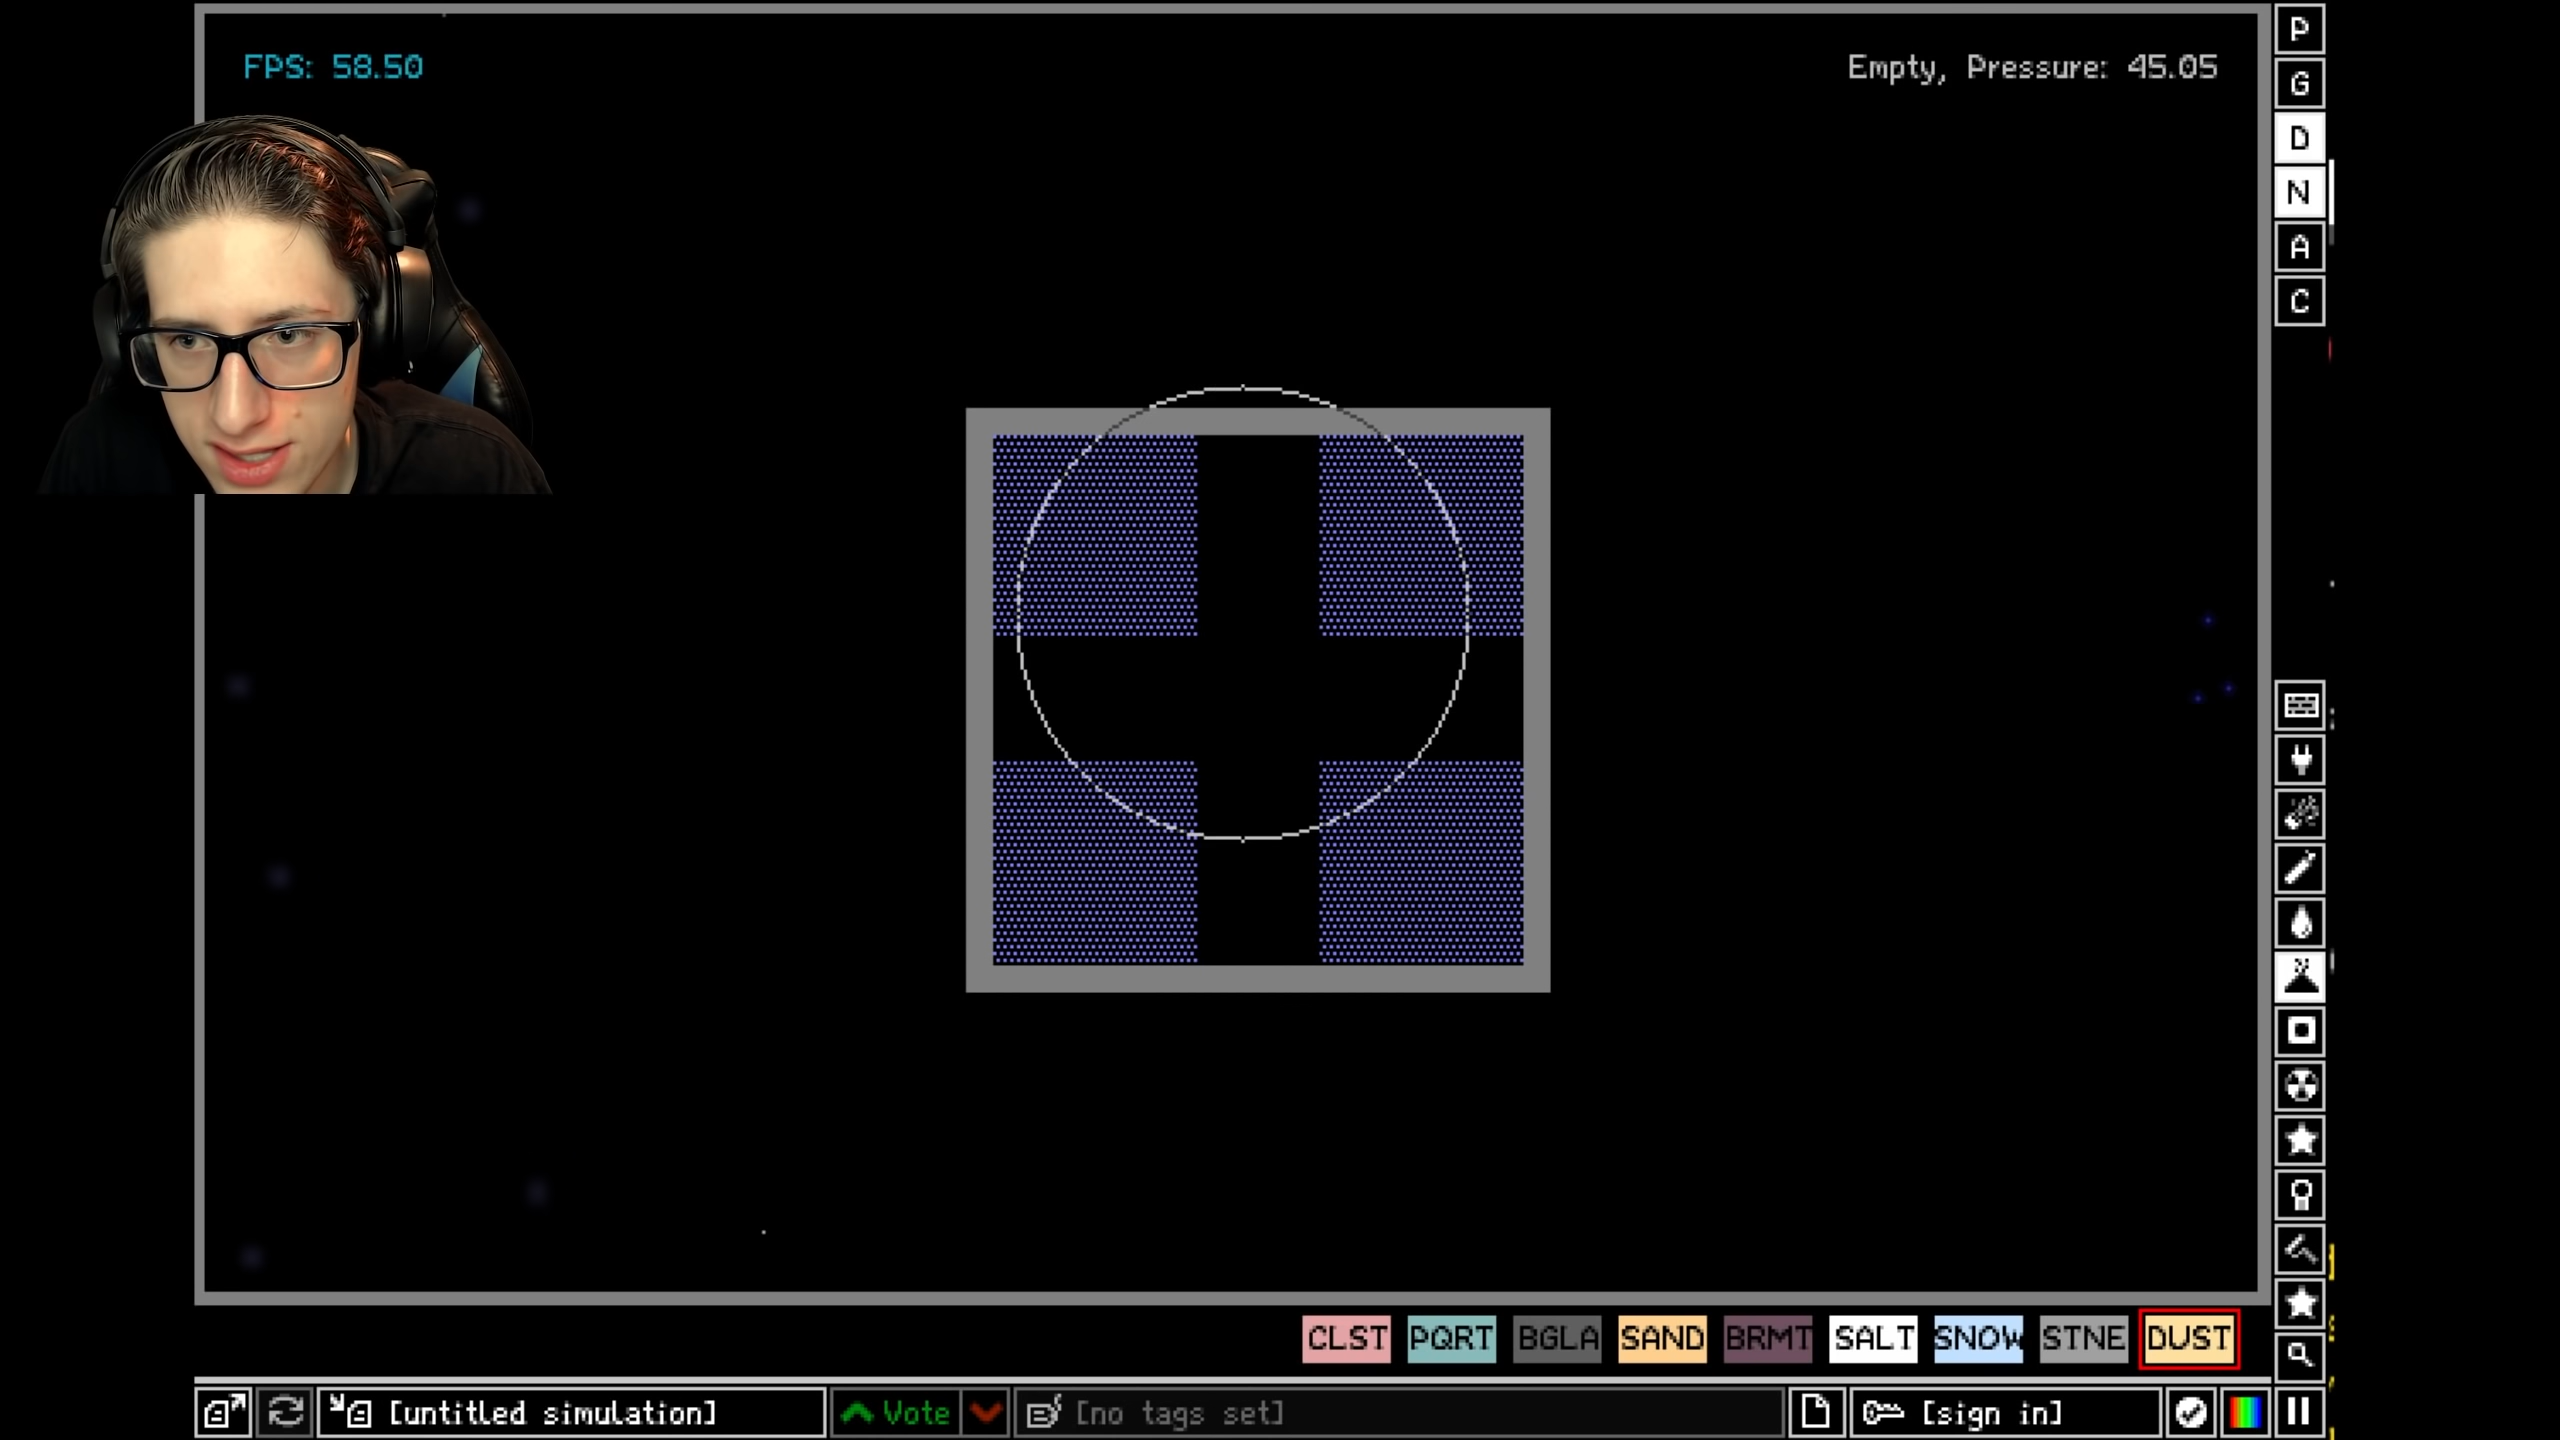 FPS: 58.50
Empty, Pressure: 45.05
P
G
D
N
A
C
CLST PQRT BGLA SAND BRMT SALT SNOW STNE DUST
[untitled simulation] Vote [no tags set] [sign in]